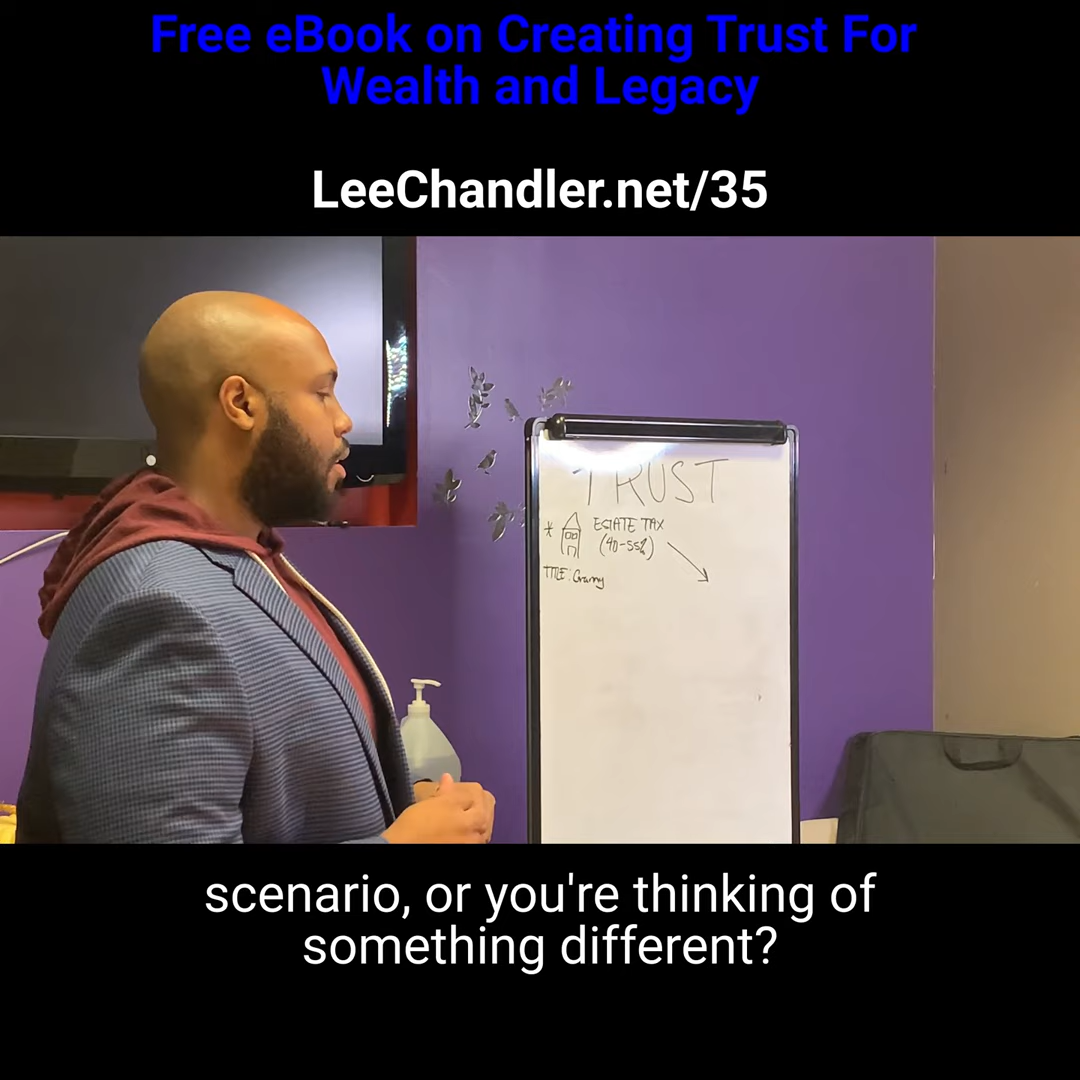 Free eBook on Creating Trust For
Wealth and Legacy
LeeChandler.net/35
TRUST
* ESTATE TAX
(40-55%)
TITLE: Granny
scenario, or you're thinking of
something different?